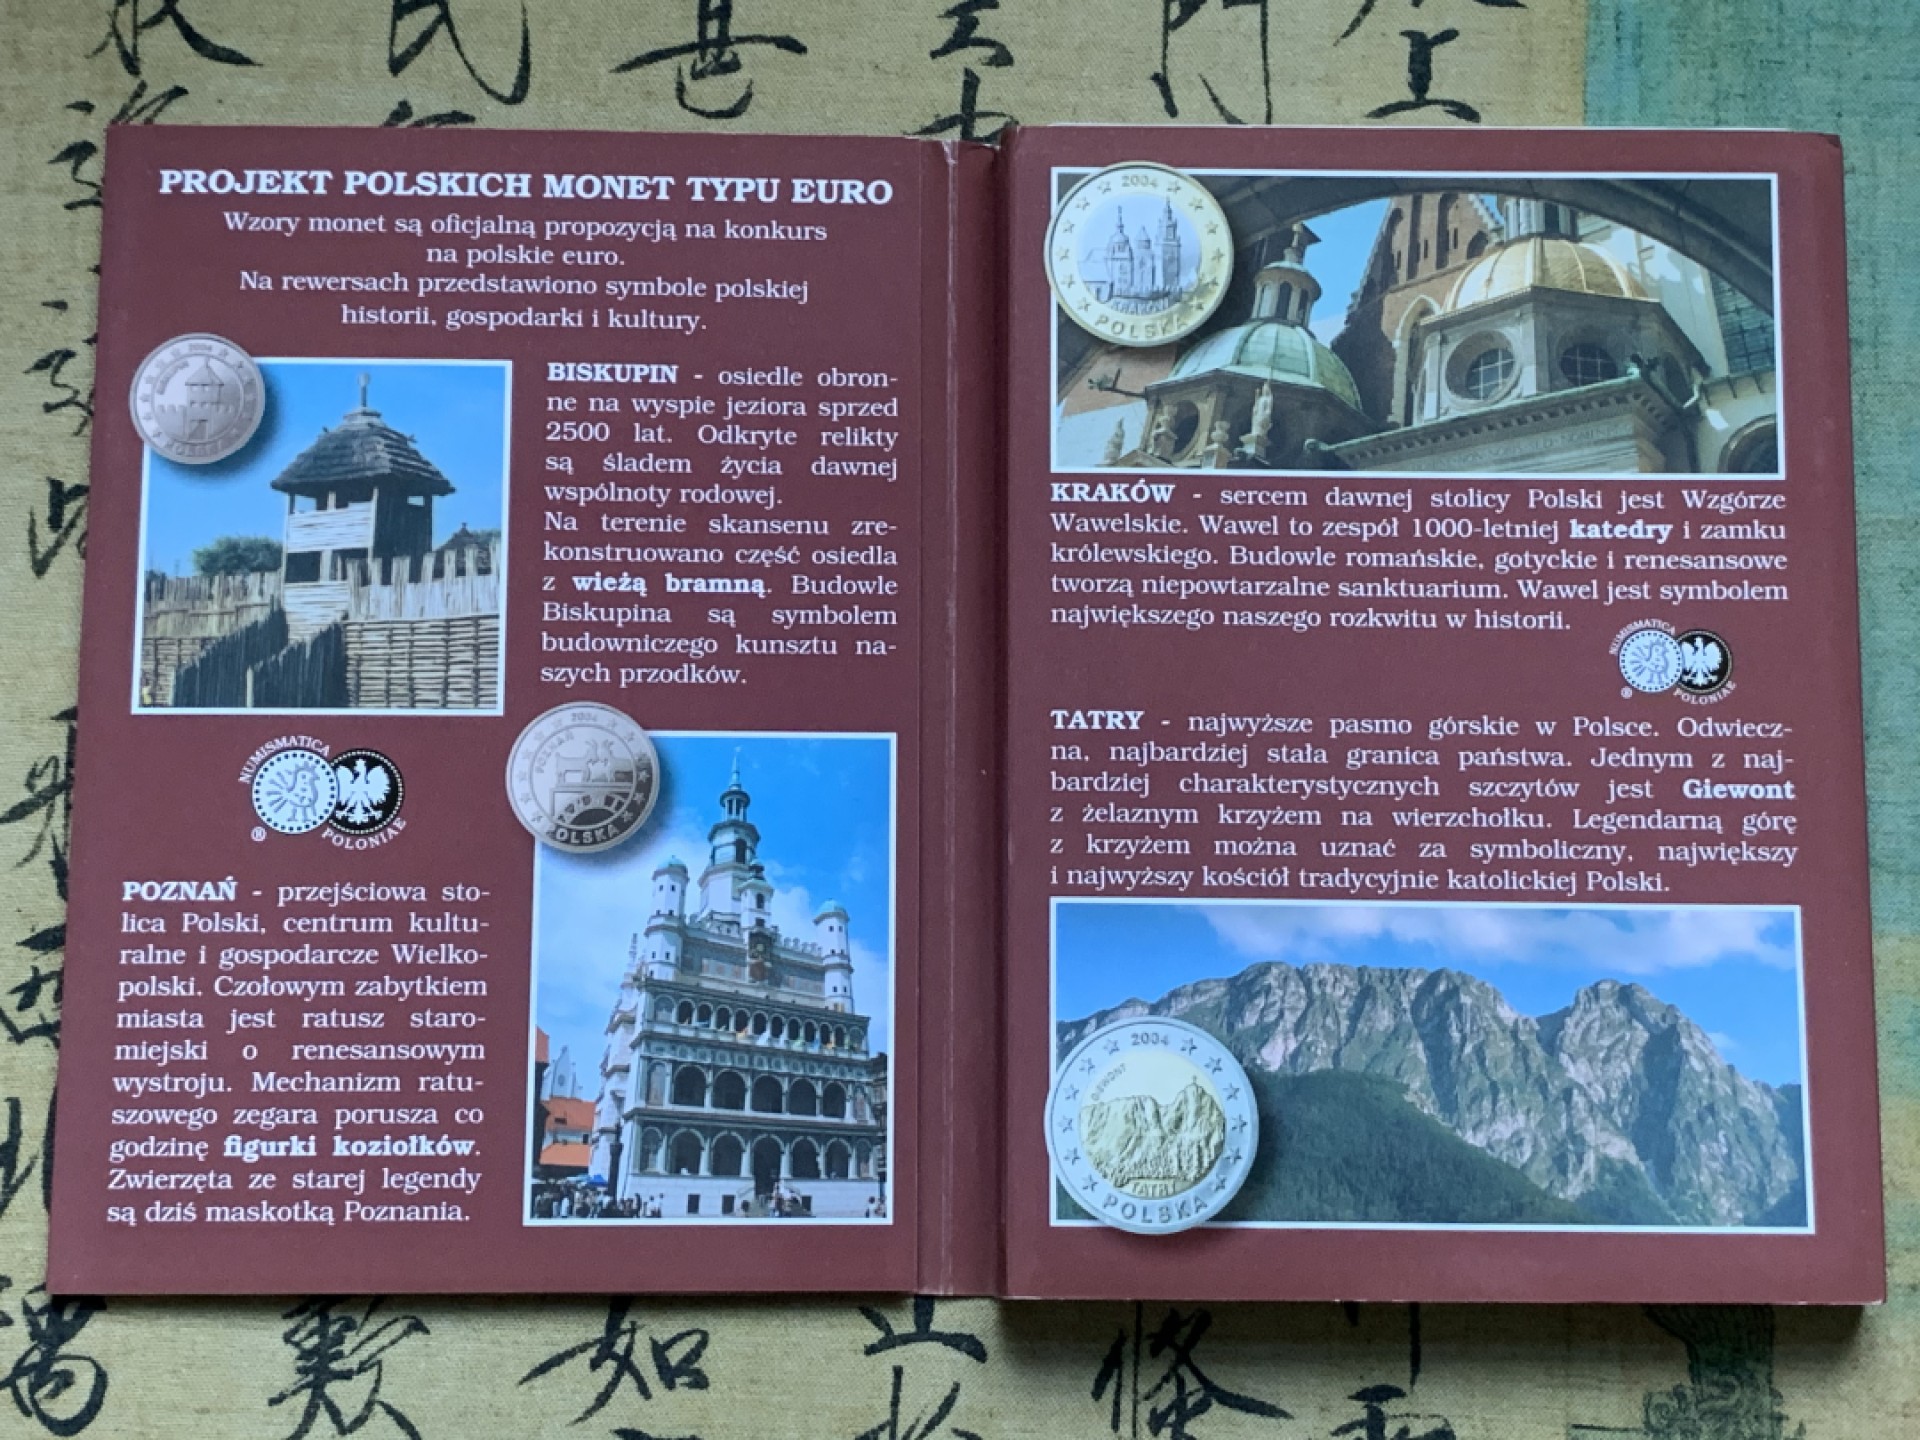 PROJEKT POLSKICH MONET TYPU EURO
Wzory monet są oficjalną propozycją na konkurs
na polskie euro.
Na rewersach przedstawiono symbole polskiej
historii, gospodarki i kultury.
2004
BISKUPIN - osiedle obron-
ne na wyspie jeziora sprzed
2500 lat. Odkryte relikty
są śladem życia dawnej
wspólnoty rodowej.
Na terenie skansenu zre-
konstruowano część osiedla
z wieżą bramną. Budowle
Biskupina są symbolem
budowniczego kunsztu na-
szych przodków.
NUMISMATICA
POLONIAE
®
2004
POZNAŃ
POLSKA
POZNAŃ - przejściowa sto-
lica Polski, centrum kultu-
ralne i gospodarcze Wielko-
polski. Czołowym zabytkiem
miasta jest ratusz staro-
miejski o renesansowym
wystroju. Mechanizm ratu-
szowego zegara porusza co
godzinę figurki koziołków.
Zwierzęta ze starej legendy
są dziś maskotką Poznania.
2004
KRAKÓW
POLSKA
KRAKÓW - sercem dawnej stolicy Polski jest Wzgórze
Wawelskie. Wawel to zespół 1000-letniej katedry i zamku
królewskiego. Budowle romańskie, gotyckie i renesansowe
tworzą niepowtarzalne sanktuarium. Wawel jest symbolem
największego naszego rozkwitu w historii.
NUMISMATICA
POLONIAE
®
TATRY - najwyższe pasmo górskie w Polsce. Odwiecz-
na, najbardziej stała granica państwa. Jednym z naj-
bardziej charakterystycznych szczytów jest Giewont
z żelaznym krzyżem na wierzchołku. Legendarną górę
z krzyżem można uznać za symboliczny, największy
i najwyższy kościół tradycyjnie katolickiej Polski.
2004
GIEWONT
TATRY
POLSKA